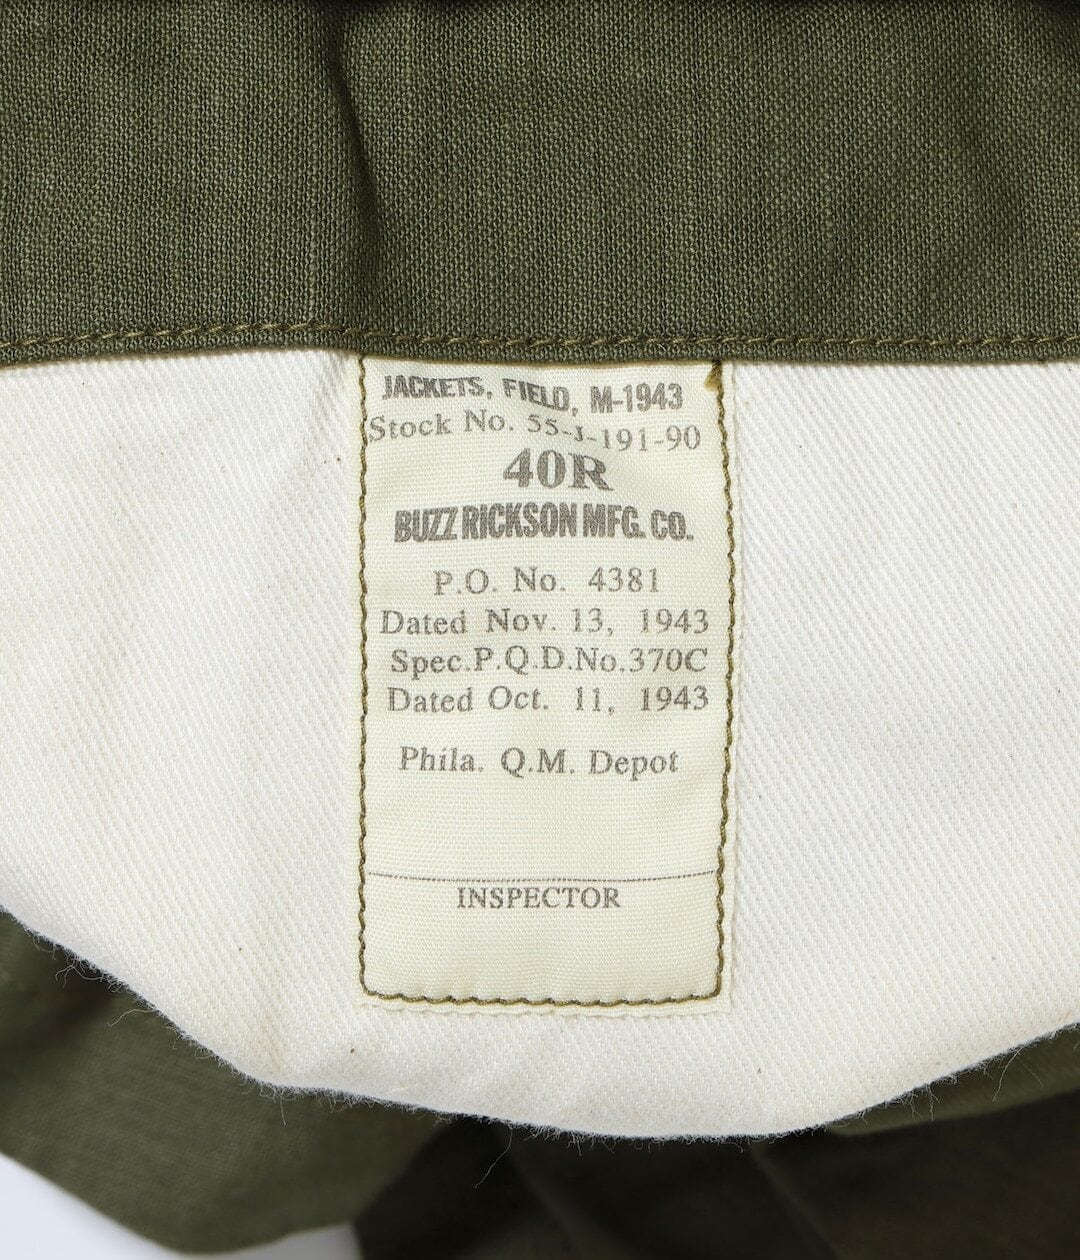 JACKETS, FIELD, M-1943
Stock No. 55-J-191-90
40R
BUZZ RICKSON MFG. CO.
P.O. No. 4381
Dated Nov. 13, 1943
Spec.P.Q.D.No.370C
Dated Oct. 11, 1943
Phila. Q.M. Depot
INSPECTOR